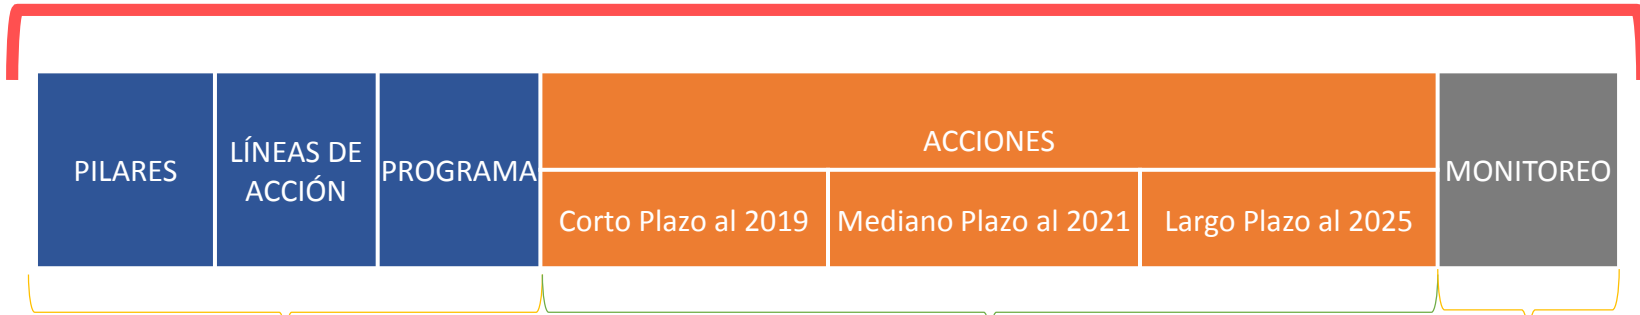 PILARES
LÍNEAS DE
ACCIÓN
PROGRAMA
ACCIONES
Corto Plazo al 2019
Mediano Plazo al 2021
Largo Plazo al 2025
MONITOREO